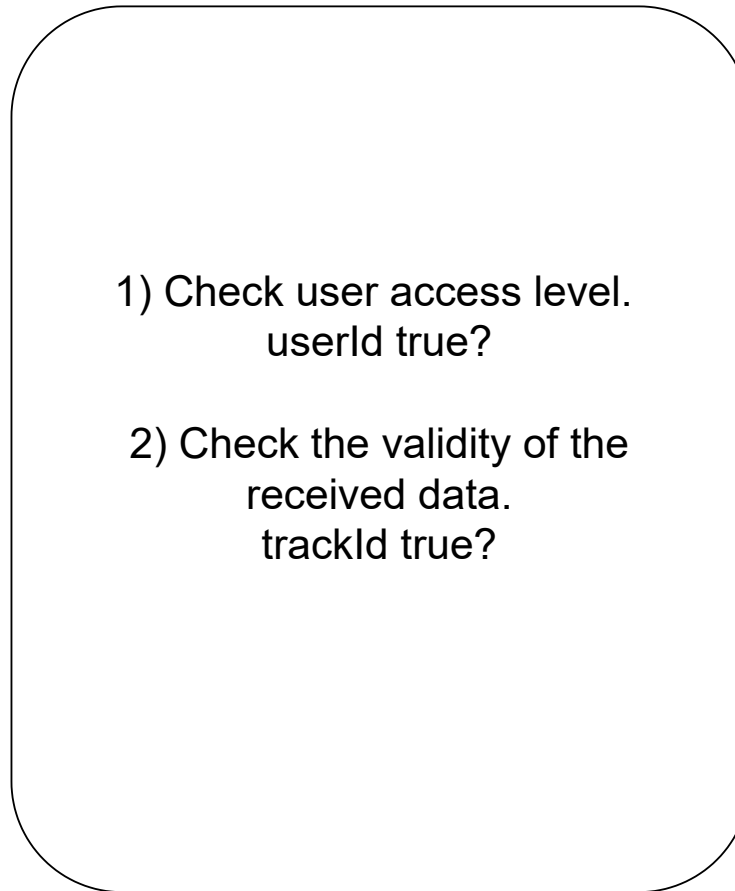 1) Check user access level.
userId true?
2) Check the validity of the
received data.
trackId true?